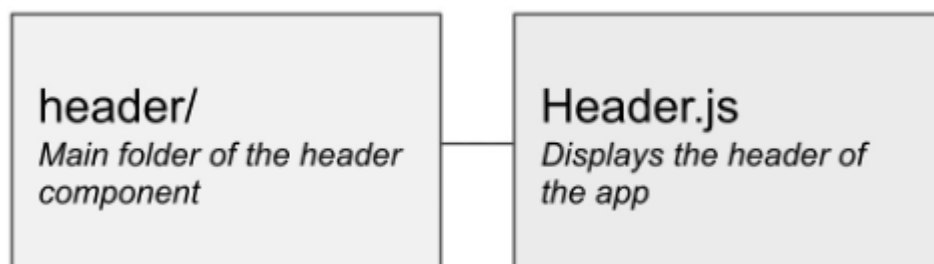 header/
Main folder of the header
component
Header.js
Displays the header of
the app